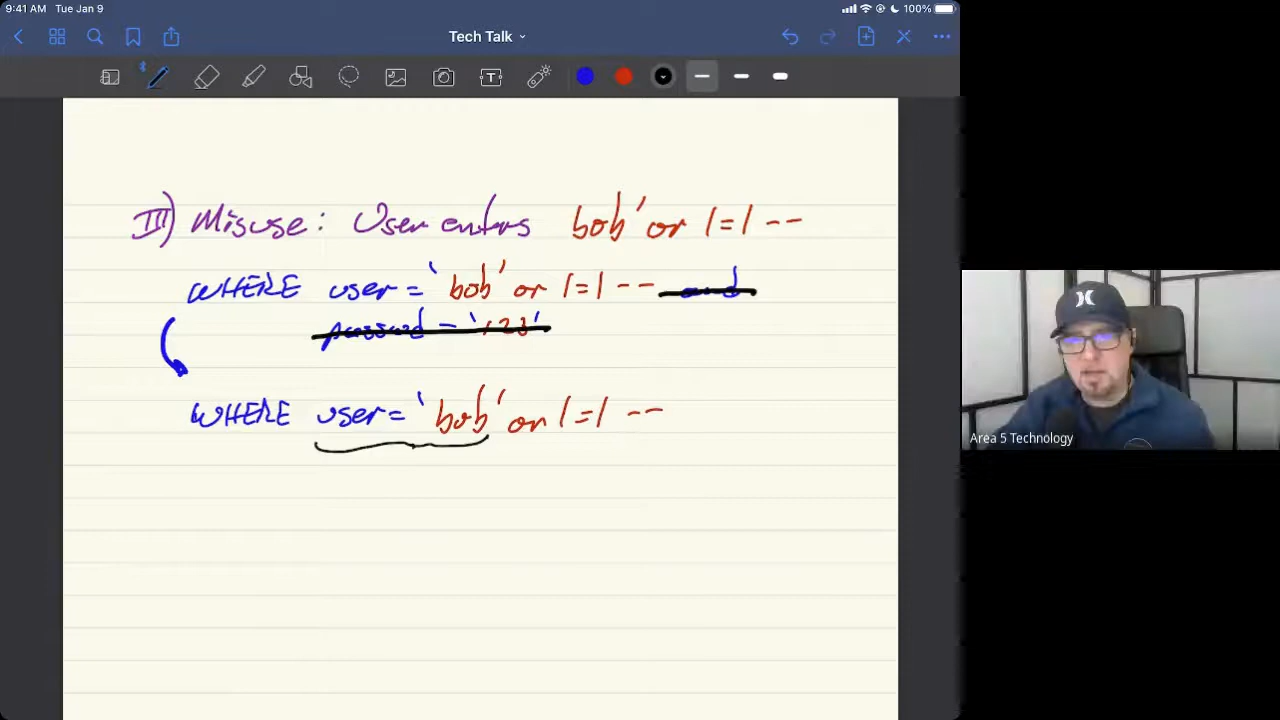 9:41 AM Tue Jan 9
100%
Tech Talk
T
III) Misuse: User enters bob' or 1=1 --
WHERE user = 'bob' or 1=1 -- and
password = '123'
WHERE user = 'bob' or 1=1 --
Area 5 Technology